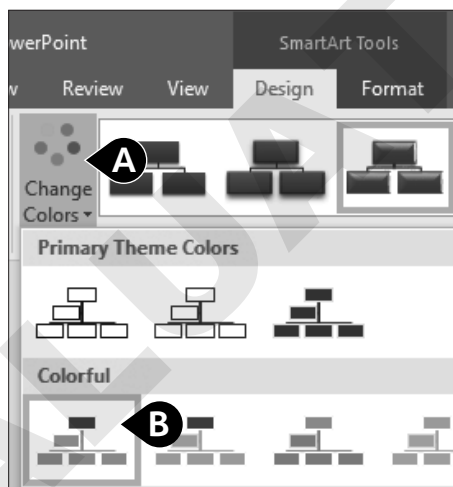 werPoint
SmartArt Tools
w Review View Design Format
A
Change
Colors
Primary Theme Colors
Colorful
B